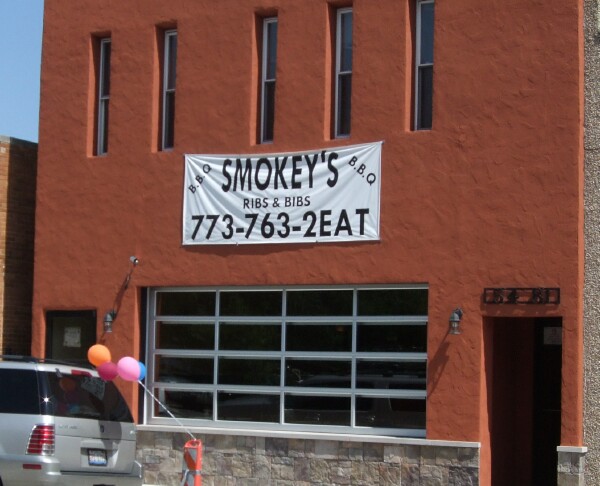 B.B.Q SMOKEY'S B.B.Q
RIBS & BIBS
773-763-2EAT